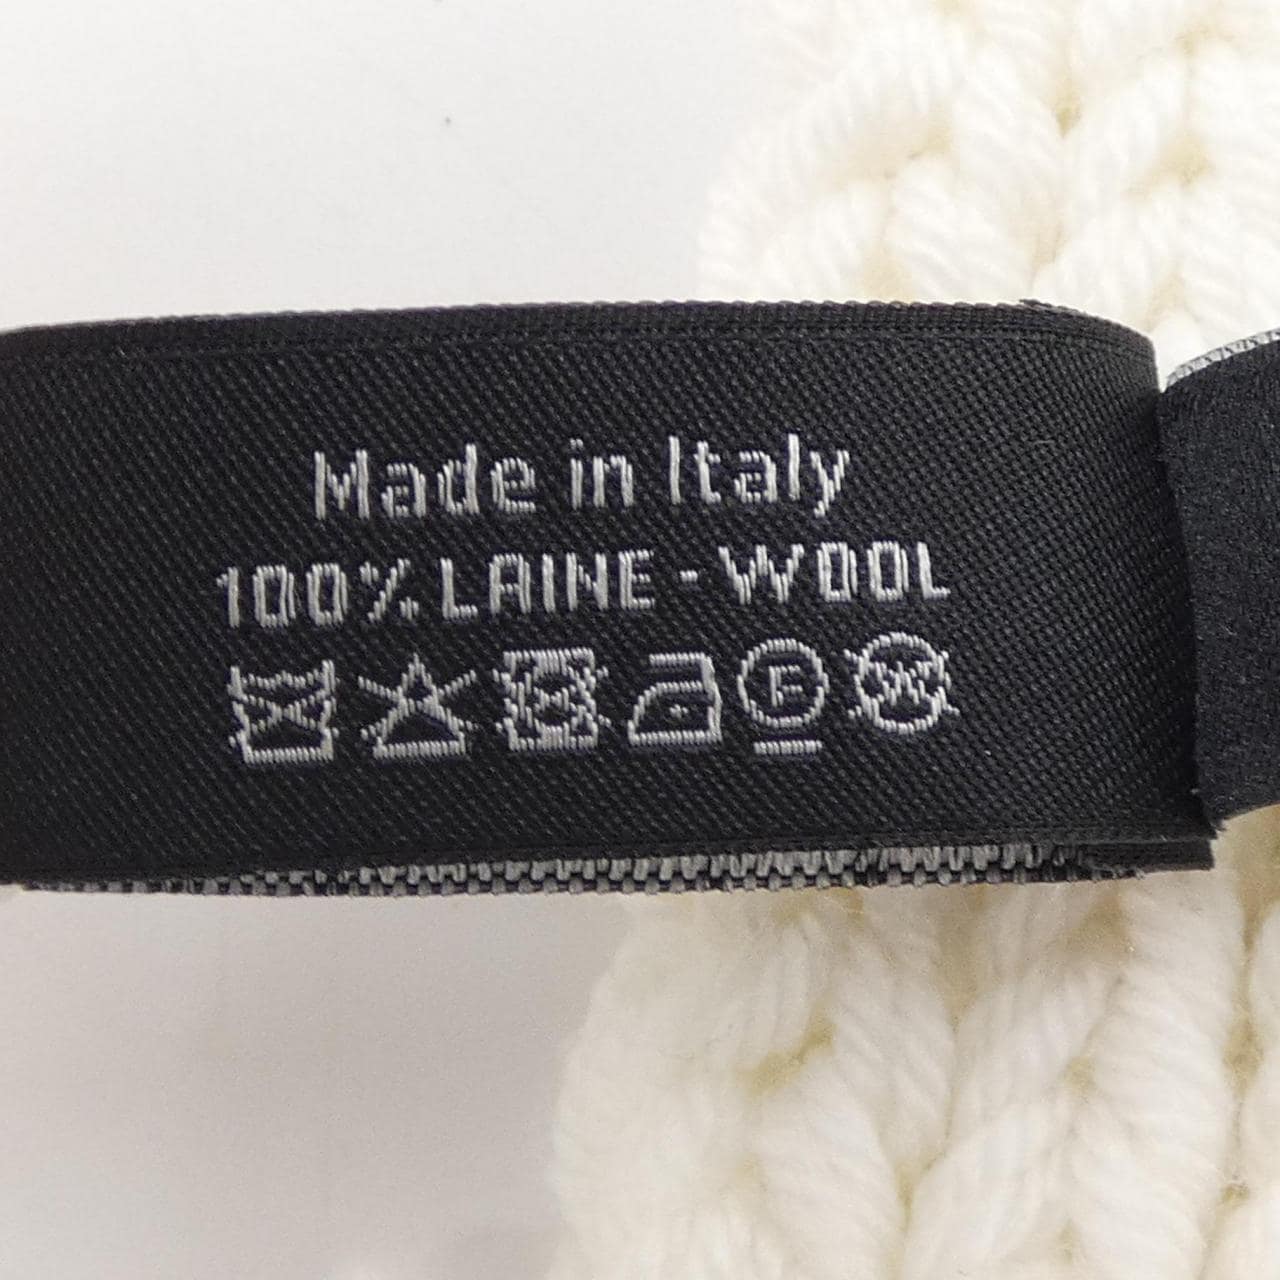 Made in Italy
100% LAINE - WOOL
F W